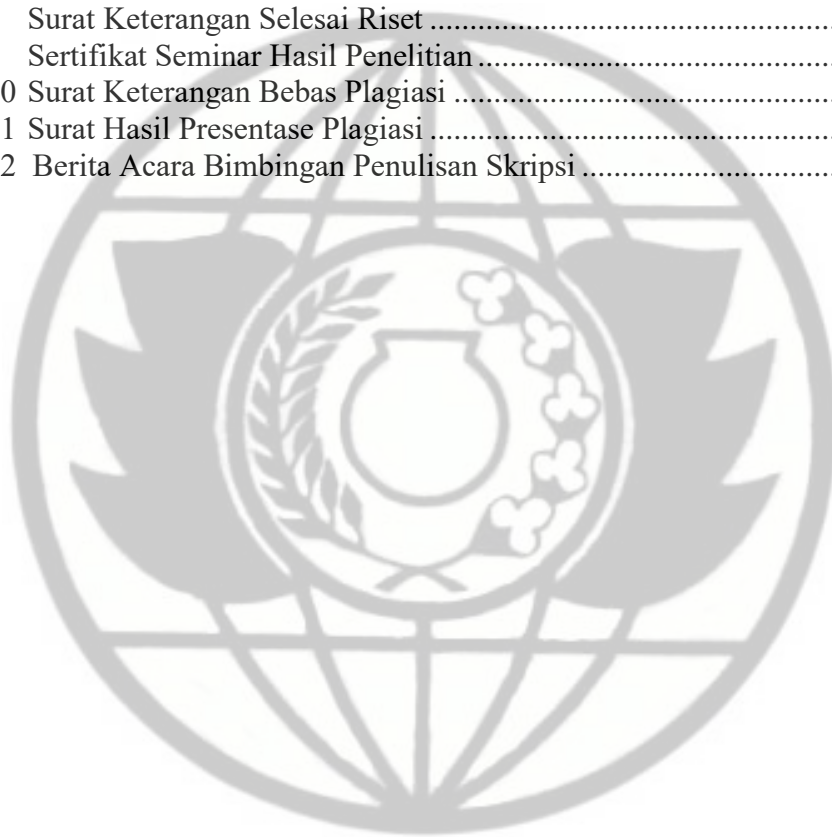 Surat Keterangan Selesai Riset ....................................................
Sertifikat Seminar Hasil Penelitian ..............................................
0 Surat Keterangan Bebas Plagiasi .................................................
1 Surat Hasil Presentase Plagiasi ....................................................
2 Berita Acara Bimbingan Penulisan Skripsi ................................